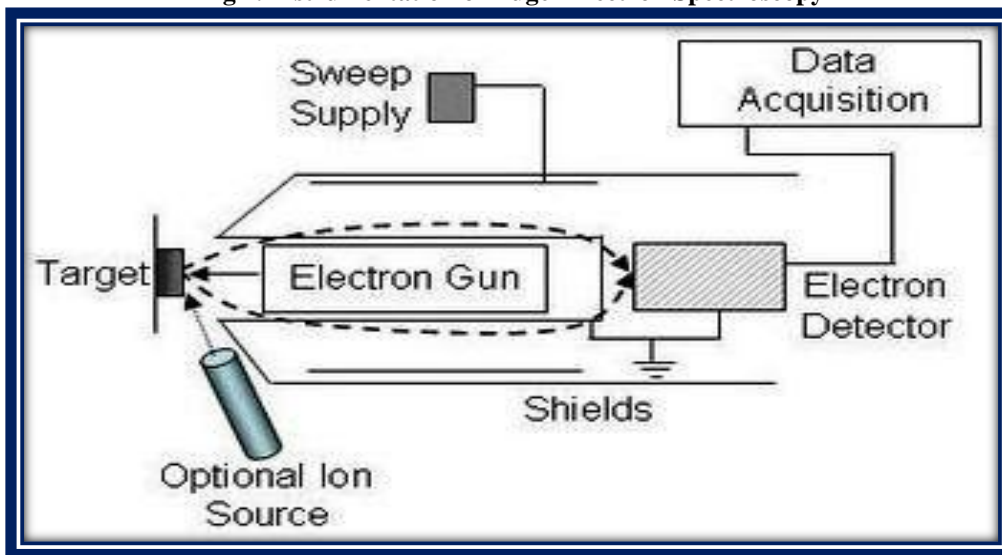 Sweep
Supply
Data
Acquisition
Target
Electron Gun
Electron
Detector
Shields
Optional Ion
Source